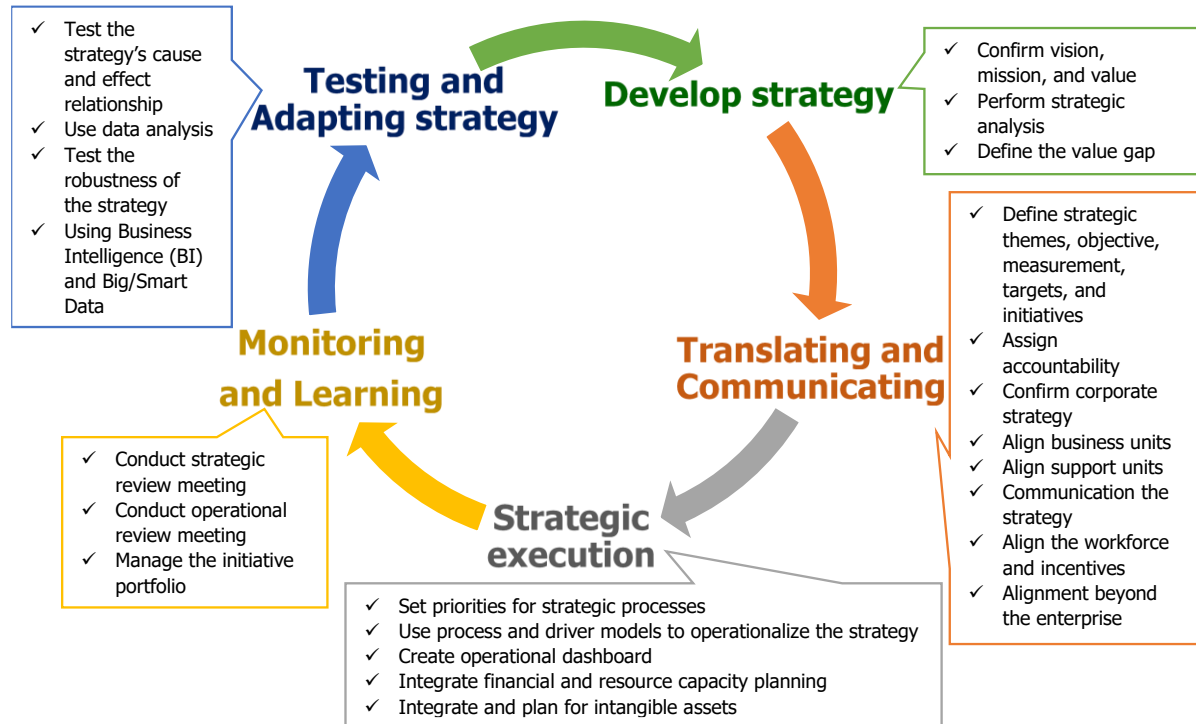 ✓ Test the
strategy's cause
and effect
relationship
✓ Use data analysis
✓ Test the
robustness of
the strategy
✓ Using Business
Intelligence (BI)
and Big/Smart
Data
Testing and
Adapting strategy
Develop strategy
✓ Confirm vision,
mission, and value
✓ Perform strategic
analysis
✓ Define the value gap
Translating and
Communicating
✓ Define strategic
themes, objective,
measurement,
targets, and
initiatives
✓ Assign
accountability
✓ Confirm corporate
strategy
✓ Align business units
✓ Align support units
✓ Communication the
strategy
✓ Align the workforce
and incentives
✓ Alignment beyond
the enterprise
Monitoring
and Learning
✓ Conduct strategic
review meeting
✓ Conduct operational
review meeting
✓ Manage the initiative
portfolio
Strategic
execution
✓ Set priorities for strategic processes
✓ Use process and driver models to operationalize the strategy
✓ Create operational dashboard
✓ Integrate financial and resource capacity planning
✓ Integrate and plan for intangible assets